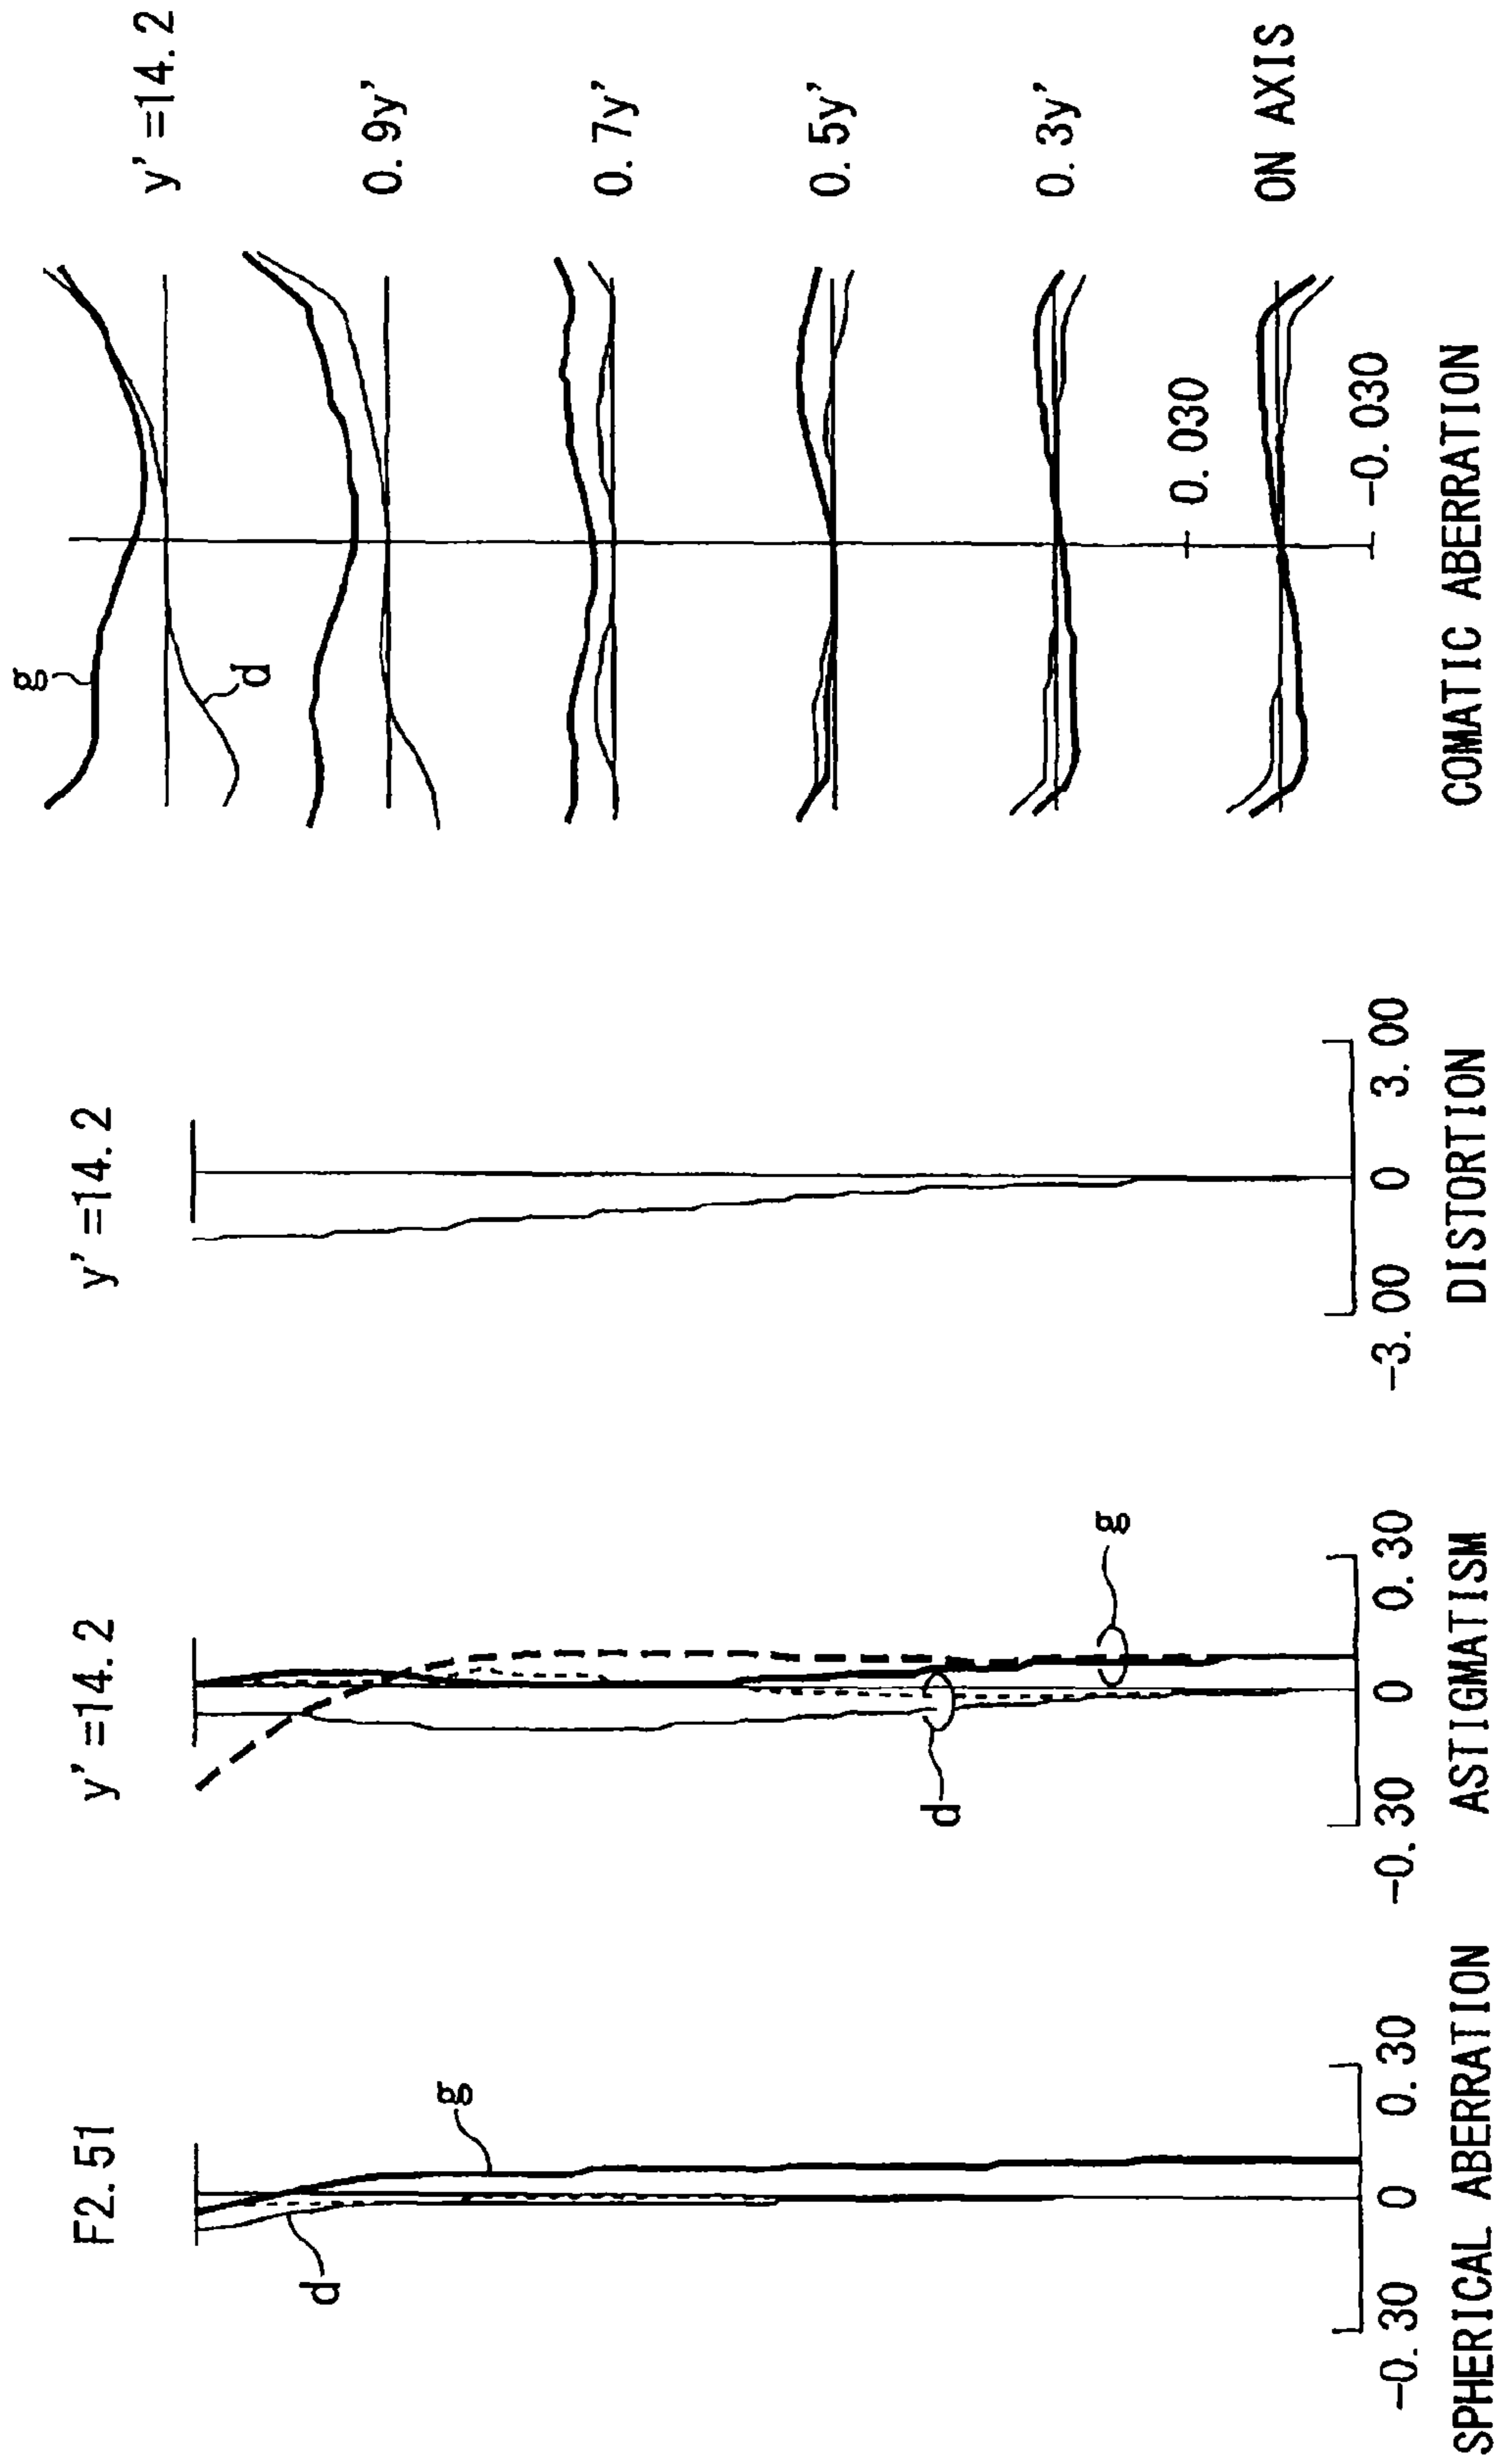 F2.51
g
d
-0.30
0
0.30
SPHERICAL ABERRATION
y'=14.2
g
d
-0.30
0
0.30
ASTIGMATISM
y'=14.2
-3.00
0
3.00
DISTORTION
g
d
y'=14.2
0.9y'
0.7y'
0.5y'
0.3y'
0.030
ON AXIS
-0.030
COMATIC ABERRATION